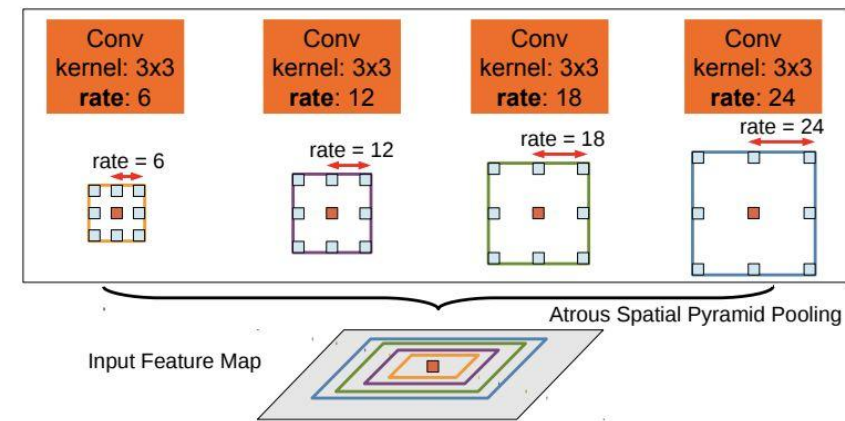 Conv
kernel: 3x3
rate: 6
Conv
kernel: 3x3
rate: 12
Conv
kernel: 3x3
rate: 18
Conv
kernel: 3x3
rate: 24
rate = 6
rate = 12
rate = 18
rate = 24
Atrous Spatial Pyramid Pooling
Input Feature Map